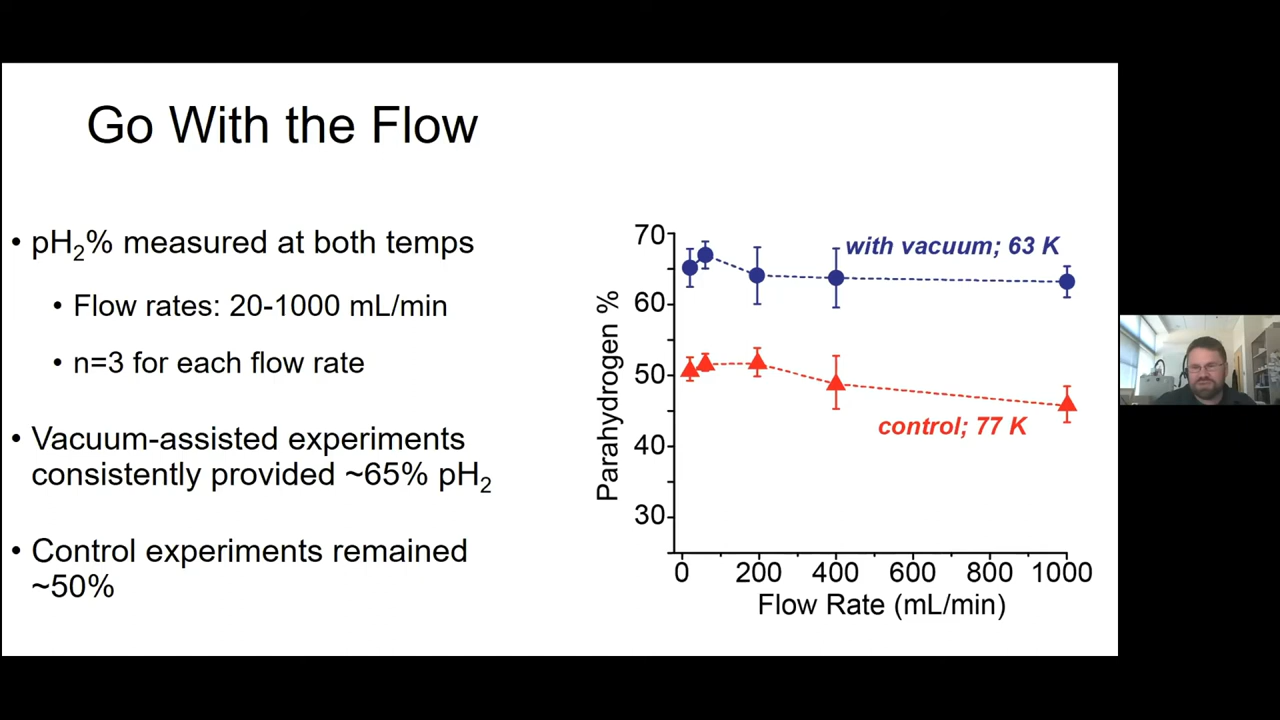 Go With the Flow
• pH₂% measured at both temps
• Flow rates: 20-1000 mL/min
• n=3 for each flow rate
• Vacuum-assisted experiments
consistently provided ~65% pH₂
• Control experiments remained
~50%
70
60
50
40
30
Parahydrogen %
with vacuum; 63 K
control; 77 K
0 200 400 600 800 1000
Flow Rate (mL/min)